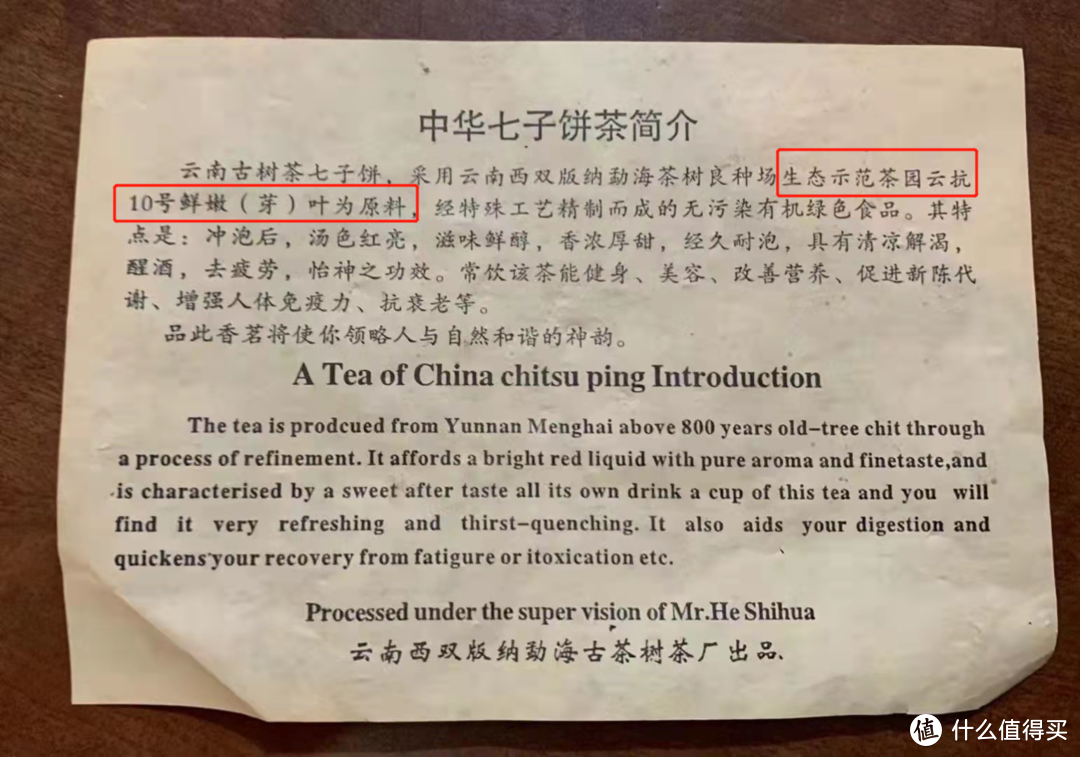 中华七子饼茶简介
云南古树茶七子饼，采用云南西双版纳勐海茶树良种场生态示范茶园云抗
10号鲜嫩（芽）叶为原料，经特殊工艺精制而成的无污染有机绿色食品。其特
点是：冲泡后，汤色红亮，滋味鲜醇，香浓厚甜，经久耐泡，具有清凉解渴，
醒酒，去疲劳，怡神之功效。常饮该茶能健身、美容、改善营养、促进新陈代
谢、增强人体免疫力、抗衰老等。
品此香茗将使你领略人与自然和谐的神韵。
A Tea of China chitsu ping Introduction
The tea is prodcued from Yunnan Menghai above 800 years old-tree chit through
a process of refinement. It affords a bright red liquid with pure aroma and finetaste,and
is characterised by a sweet after taste all its own drink a cup of this tea and you will
find it very refreshing and thirst-quenching. It also aids your digestion and
quickens your recovery from fatigure or itoxication etc.
Processed under the super vision of Mr.He Shihua
云南西双版纳勐海古茶树茶厂出品.
值 什么值得买